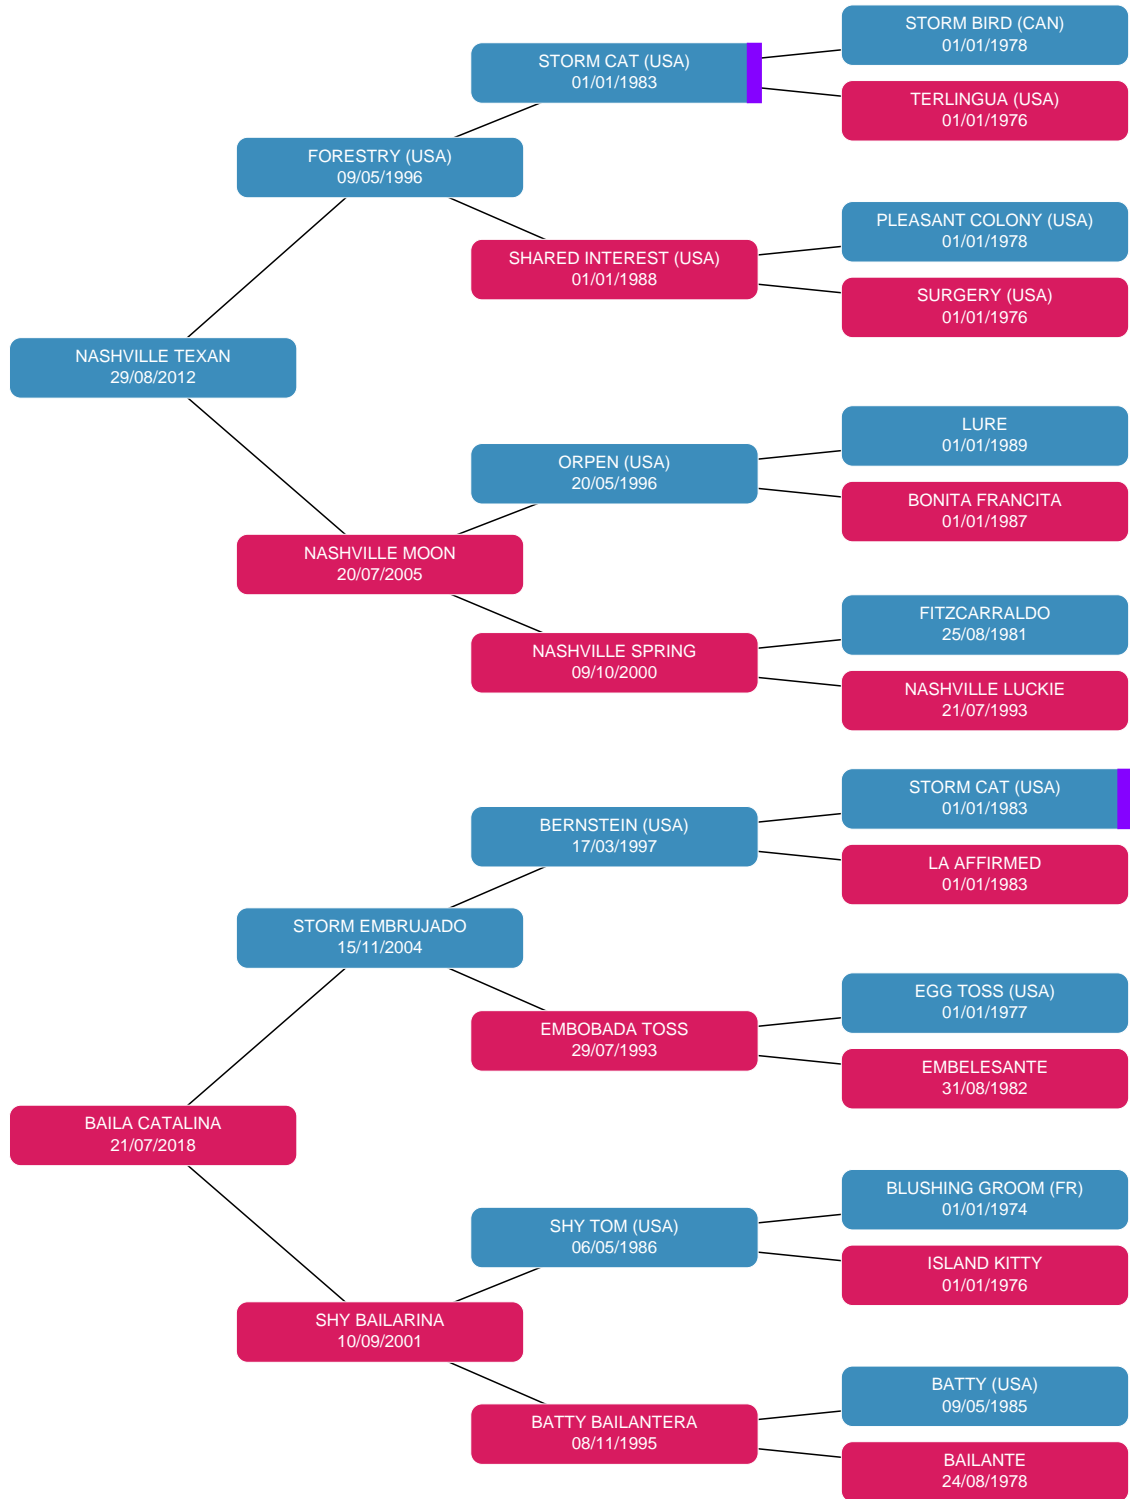 STORM BIRD (CAN)
01/01/1978
STORM CAT (USA)
01/01/1983
TERLINGUA (USA)
01/01/1976
FORESTRY (USA)
09/05/1996
PLEASANT COLONY (USA)
01/01/1978
SHARED INTEREST (USA)
01/01/1988
SURGERY (USA)
01/01/1976
NASHVILLE TEXAN
29/08/2012
LURE
01/01/1989
ORPEN (USA)
20/05/1996
BONITA FRANCITA
01/01/1987
NASHVILLE MOON
20/07/2005
FITZCARRALDO
25/08/1981
NASHVILLE SPRING
09/10/2000
NASHVILLE LUCKIE
21/07/1993
STORM CAT (USA)
01/01/1983
BERNSTEIN (USA)
17/03/1997
LA AFFIRMED
01/01/1983
STORM EMBRUJADO
15/11/2004
EGG TOSS (USA)
01/01/1977
EMBOBADA TOSS
29/07/1993
EMBELESANTE
31/08/1982
BAILA CATALINA
21/07/2018
BLUSHING GROOM (FR)
01/01/1974
SHY TOM (USA)
06/05/1986
ISLAND KITTY
01/01/1976
SHY BAILARINA
10/09/2001
BATTY (USA)
09/05/1985
BATTY BAILANTERA
08/11/1995
BAILANTE
24/08/1978